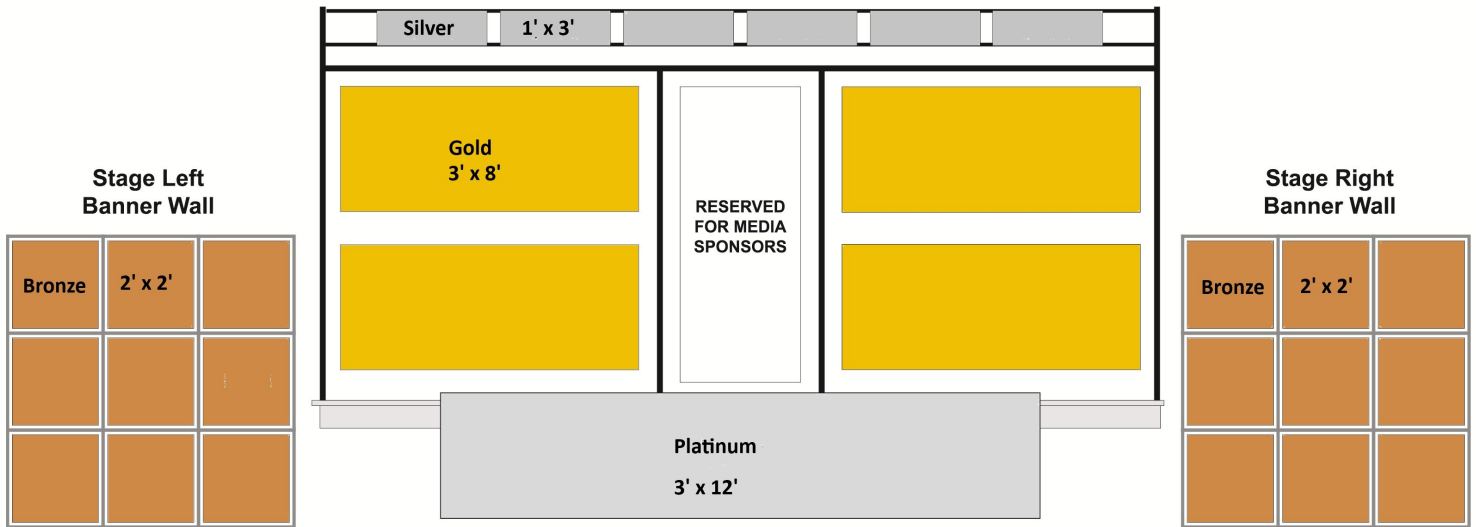 Silver
1' x 3'
Gold
3' x 8'
Stage Left
Banner Wall
RESERVED
FOR MEDIA
SPONSORS
Stage Right
Banner Wall
Bronze
2' x 2'
Bronze
2' x 2'
Platinum
3' x 12'